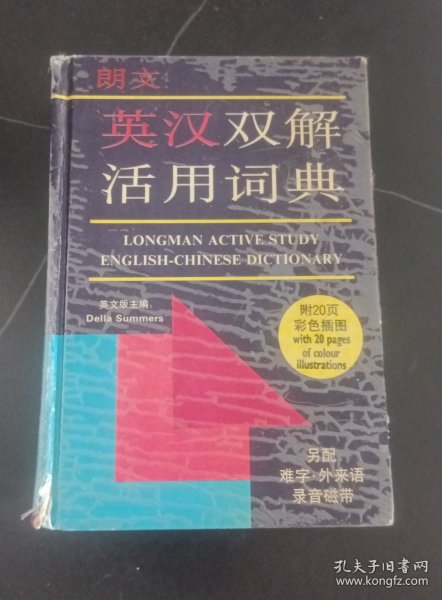 朗文
英汉双解
活用词典
LONGMAN ACTIVE STUDY
ENGLISH-CHINESE DICTIONARY
英文版主编:
Della Summers
附20页
彩色插图
with 20 pages
of colour
illustrations
另配
难字·外来语
录音磁带
孔夫子旧书网
www.kongfz.com